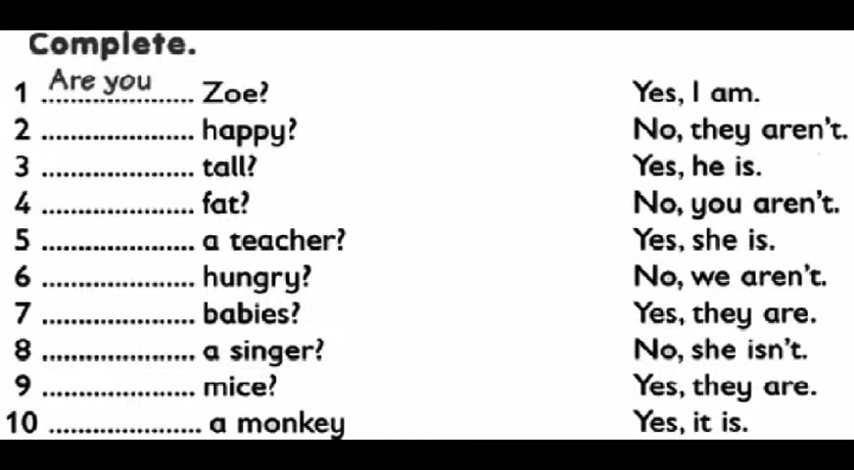 Complete.
1 Are you Zoe? Yes, I am.
2 .................... happy? No, they aren't.
3 .................... tall? Yes, he is.
4 .................... fat? No, you aren't.
5 .................... a teacher? Yes, she is.
6 .................... hungry? No, we aren't.
7 .................... babies? Yes, they are.
8 .................... a singer? No, she isn't.
9 .................... mice? Yes, they are.
10 .................... a monkey Yes, it is.